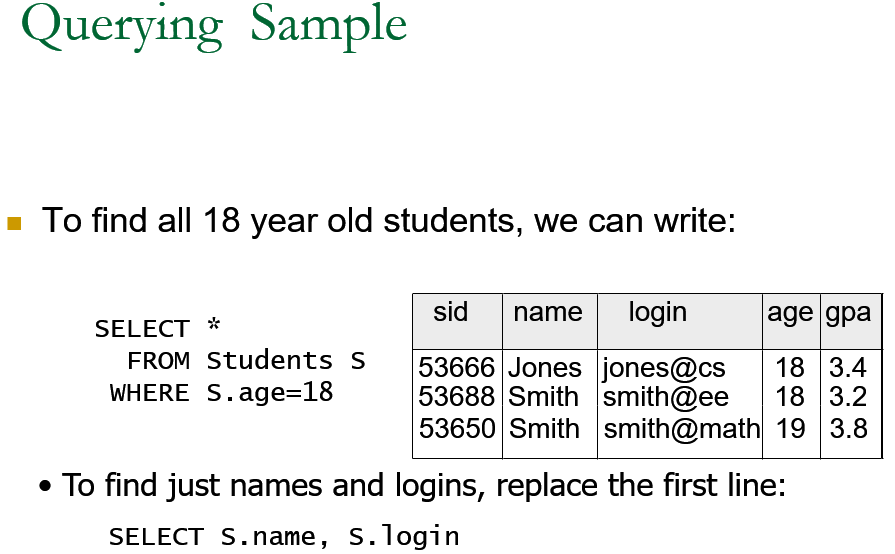 Querying Sample
To find all 18 year old students, we can write:
SELECT *
FROM Students S
WHERE S.age=18
sid name login age gpa
53666 Jones jones@cs 18 3.4
53688 Smith smith@ee 18 3.2
53650 Smith smith@math 19 3.8
• To find just names and logins, replace the first line:
SELECT S.name, S.login